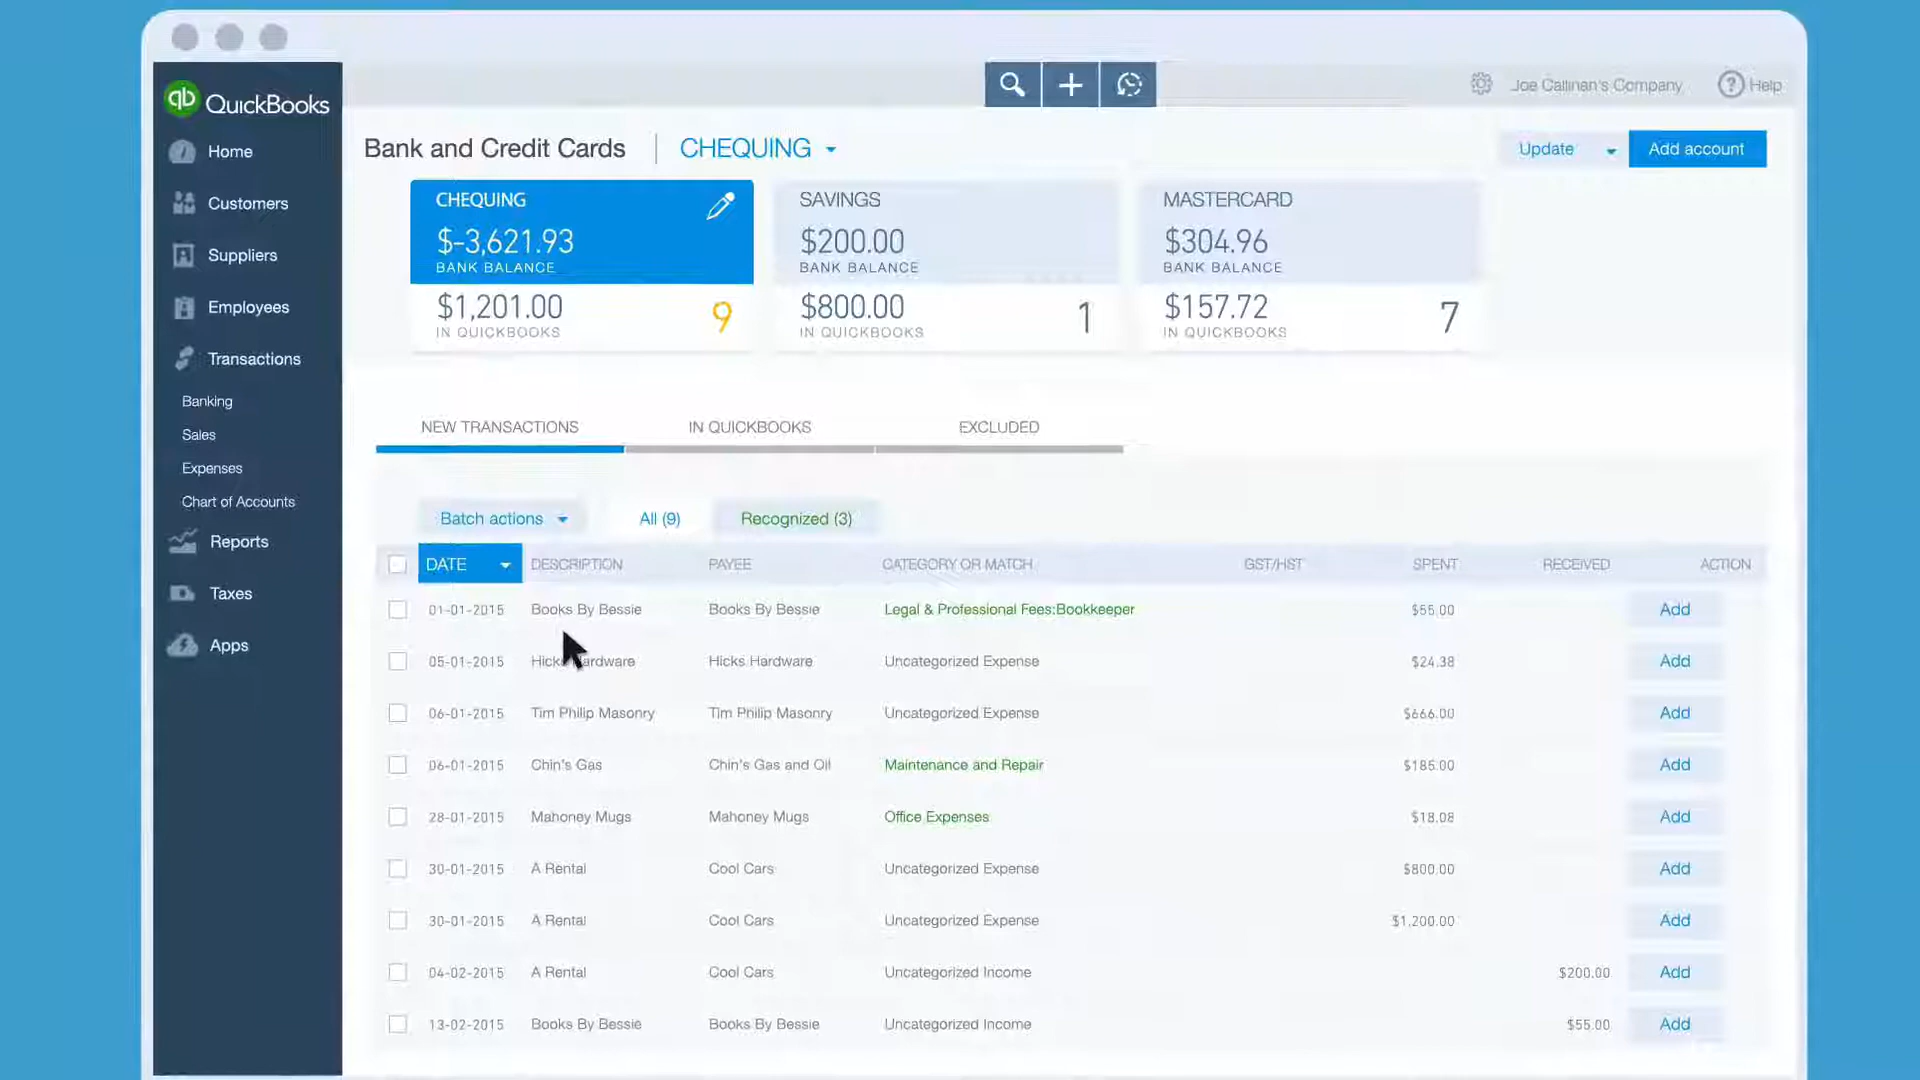 qb QuickBooks
Joe Callinan's Company
? Help
Home
Customers
Suppliers
Employees
Transactions
Banking
Sales
Expenses
Chart of Accounts
Reports
Taxes
Apps
Bank and Credit Cards CHEQUING
Update
Add account
CHEQUING
$-3,621.93
BANK BALANCE
$1,201.00
IN QUICKBOOKS
9
SAVINGS
$200.00
BANK BALANCE
$800.00
IN QUICKBOOKS
1
MASTERCARD
$304.96
BANK BALANCE
$157.72
IN QUICKBOOKS
7
NEW TRANSACTIONS IN QUICKBOOKS EXCLUDED
Batch actions All (9) Recognized (3)
DATE DESCRIPTION PAYEE CATEGORY OR MATCH GST/HST SPENT RECEIVED ACTION
01-01-2015 Books By Bessie Books By Bessie Legal & Professional Fees:Bookkeeper $55.00 Add
05-01-2015 Hicks Hardware Hicks Hardware Uncategorized Expense $24.38 Add
06-01-2015 Tim Philip Masonry Tim Philip Masonry Uncategorized Expense $666.00 Add
06-01-2015 Chin's Gas Chin's Gas and Oil Maintenance and Repair $185.00 Add
28-01-2015 Mahoney Mugs Mahoney Mugs Office Expenses $18.08 Add
30-01-2015 A Rental Cool Cars Uncategorized Expense $800.00 Add
30-01-2015 A Rental Cool Cars Uncategorized Expense $1,200.00 Add
04-02-2015 A Rental Cool Cars Uncategorized Income $200.00 Add
13-02-2015 Books By Bessie Books By Bessie Uncategorized Income $55.00 Add